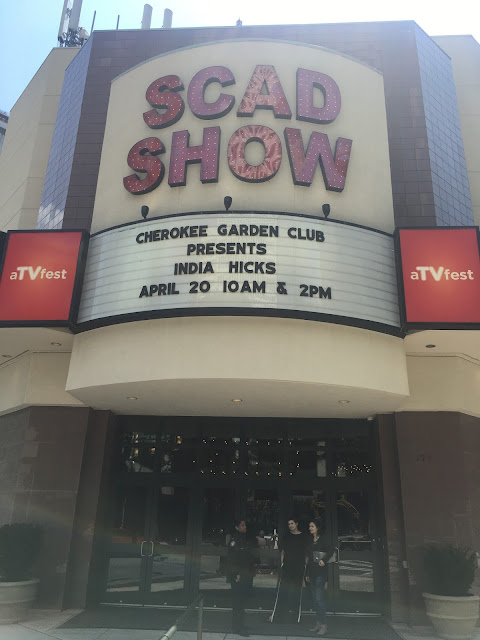 SCAD
SHOW
CHEROKEE GARDEN CLUB
PRESENTS
INDIA HICKS
APRIL 20 10AM & 2PM
aTVfest
aTVfest